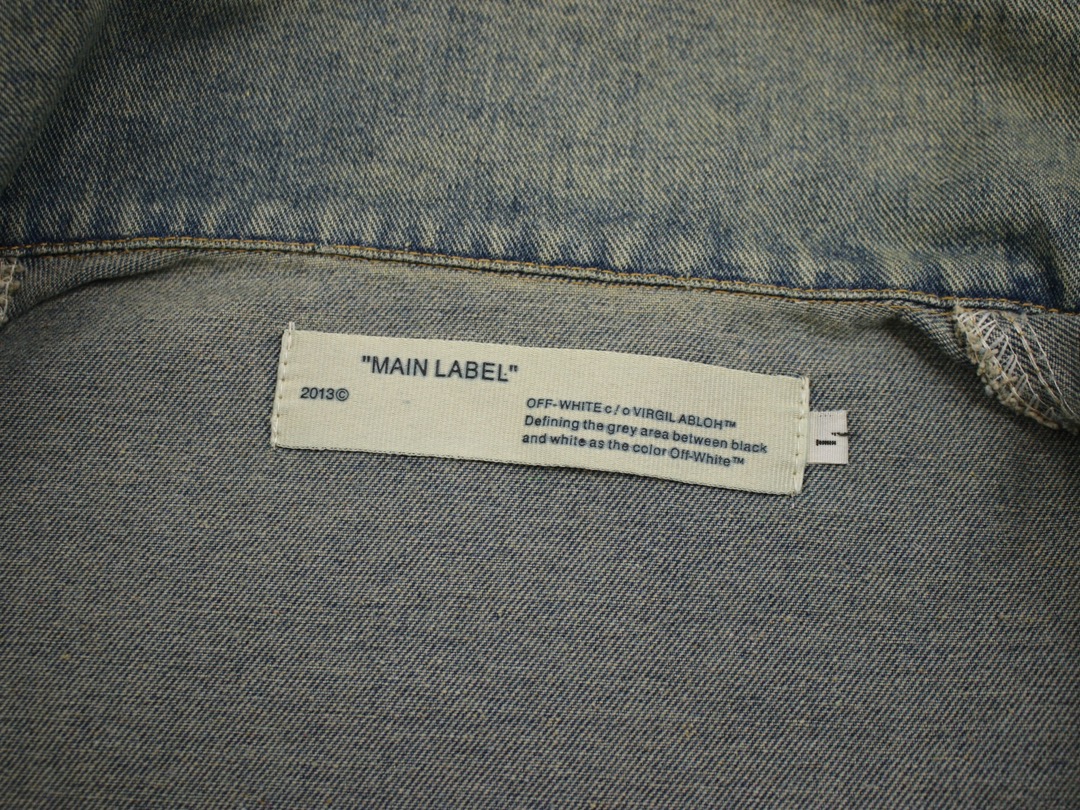 "MAIN LABEL"
2013©
OFF-WHITE c/o VIRGIL ABLOH™
Defining the grey area between black
and white as the color Off-White™